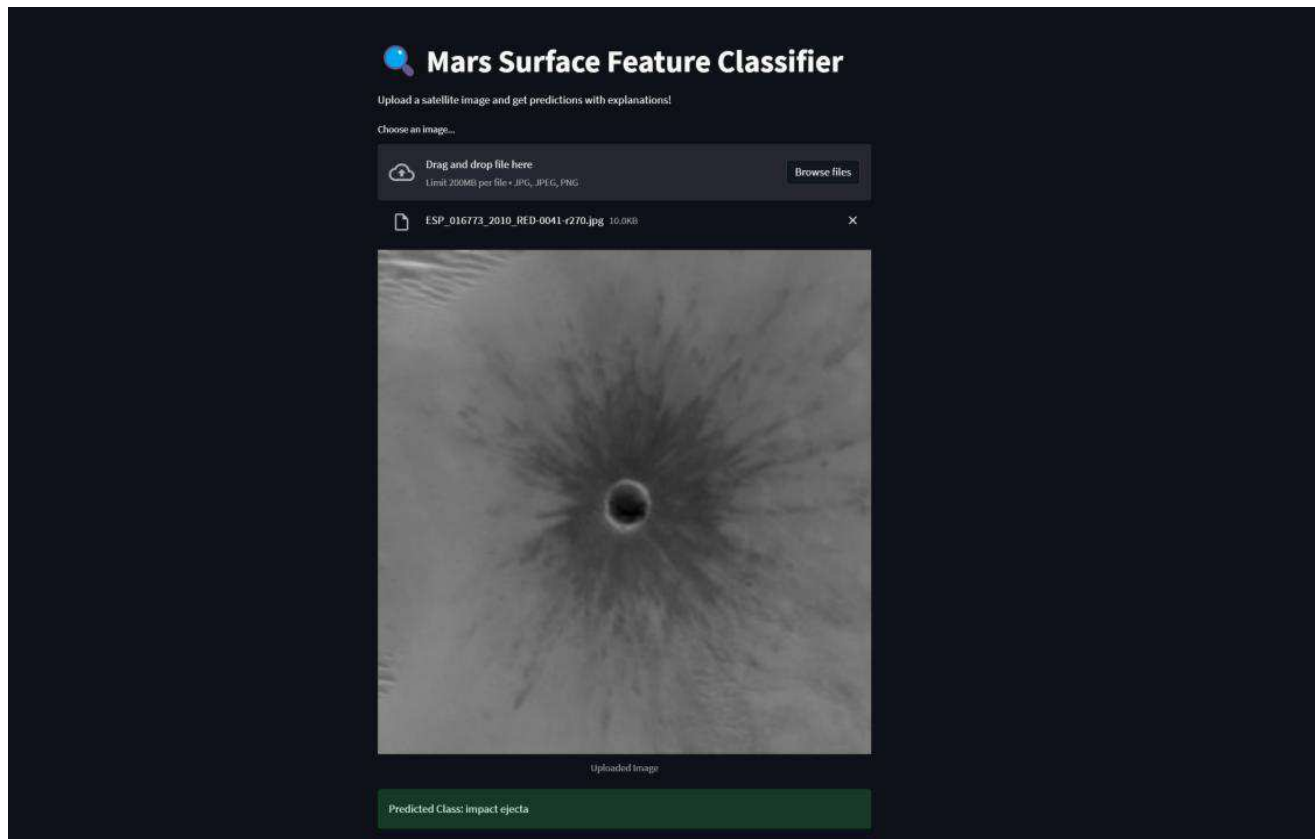 Mars Surface Feature Classifier
Upload a satellite image and get predictions with explanations!
Choose an image...
Drag and drop file here
Limit 200MB per file • JPG, JPEG, PNG
Browse files
ESP_016773_2010_RED-0041-r270.jpg 10.0KB
Uploaded Image
Predicted Class: impact ejecta